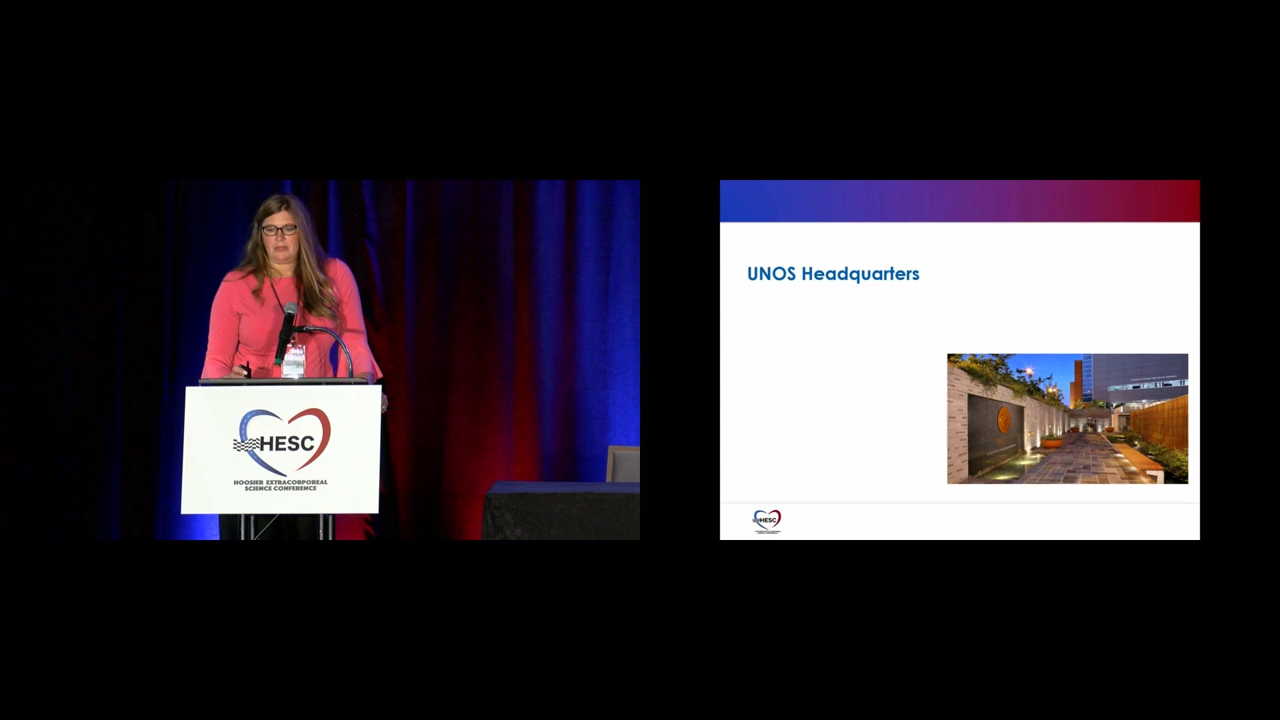 HESC
HOOSIER EXTRACORPOREAL
SCIENCE CONFERENCE
UNOS Headquarters
HESC